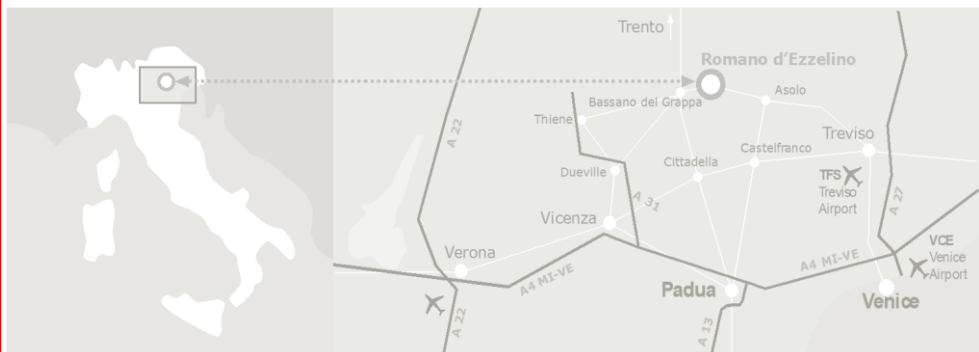 Trento
Romano d'Ezzelino
Asolo
Bassano del Grappa
Thiene
A 22
Treviso
Castelfranco
Cittadella
Dueville
TFS
Treviso
Airport
A 27
A 31
Vicenza
VCE
Venice
Airport
Verona
A4 MI-VE
A4 MI-VE
Padua
Venice
A 22
A 13